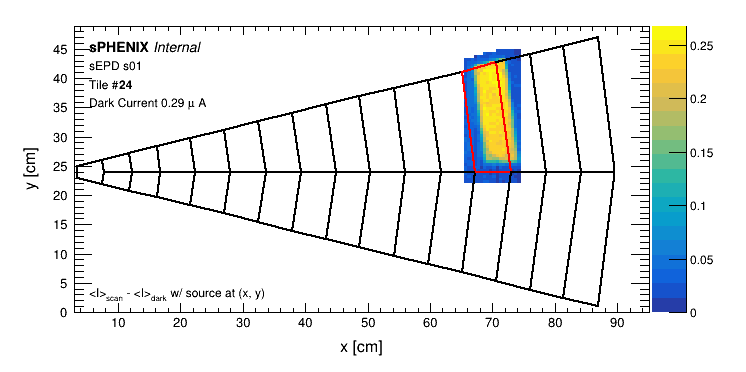 sPHENIX Internal
sEPD s01
Tile #24
Dark Current 0.29 μ A
<I>scan - <I>dark w/ source at (x, y)
y [cm]
45
40
35
30
25
20
15
10
5
0
10 20 30 40 50 60 70 80 90
x [cm]
0.25
0.2
0.15
0.1
0.05
0